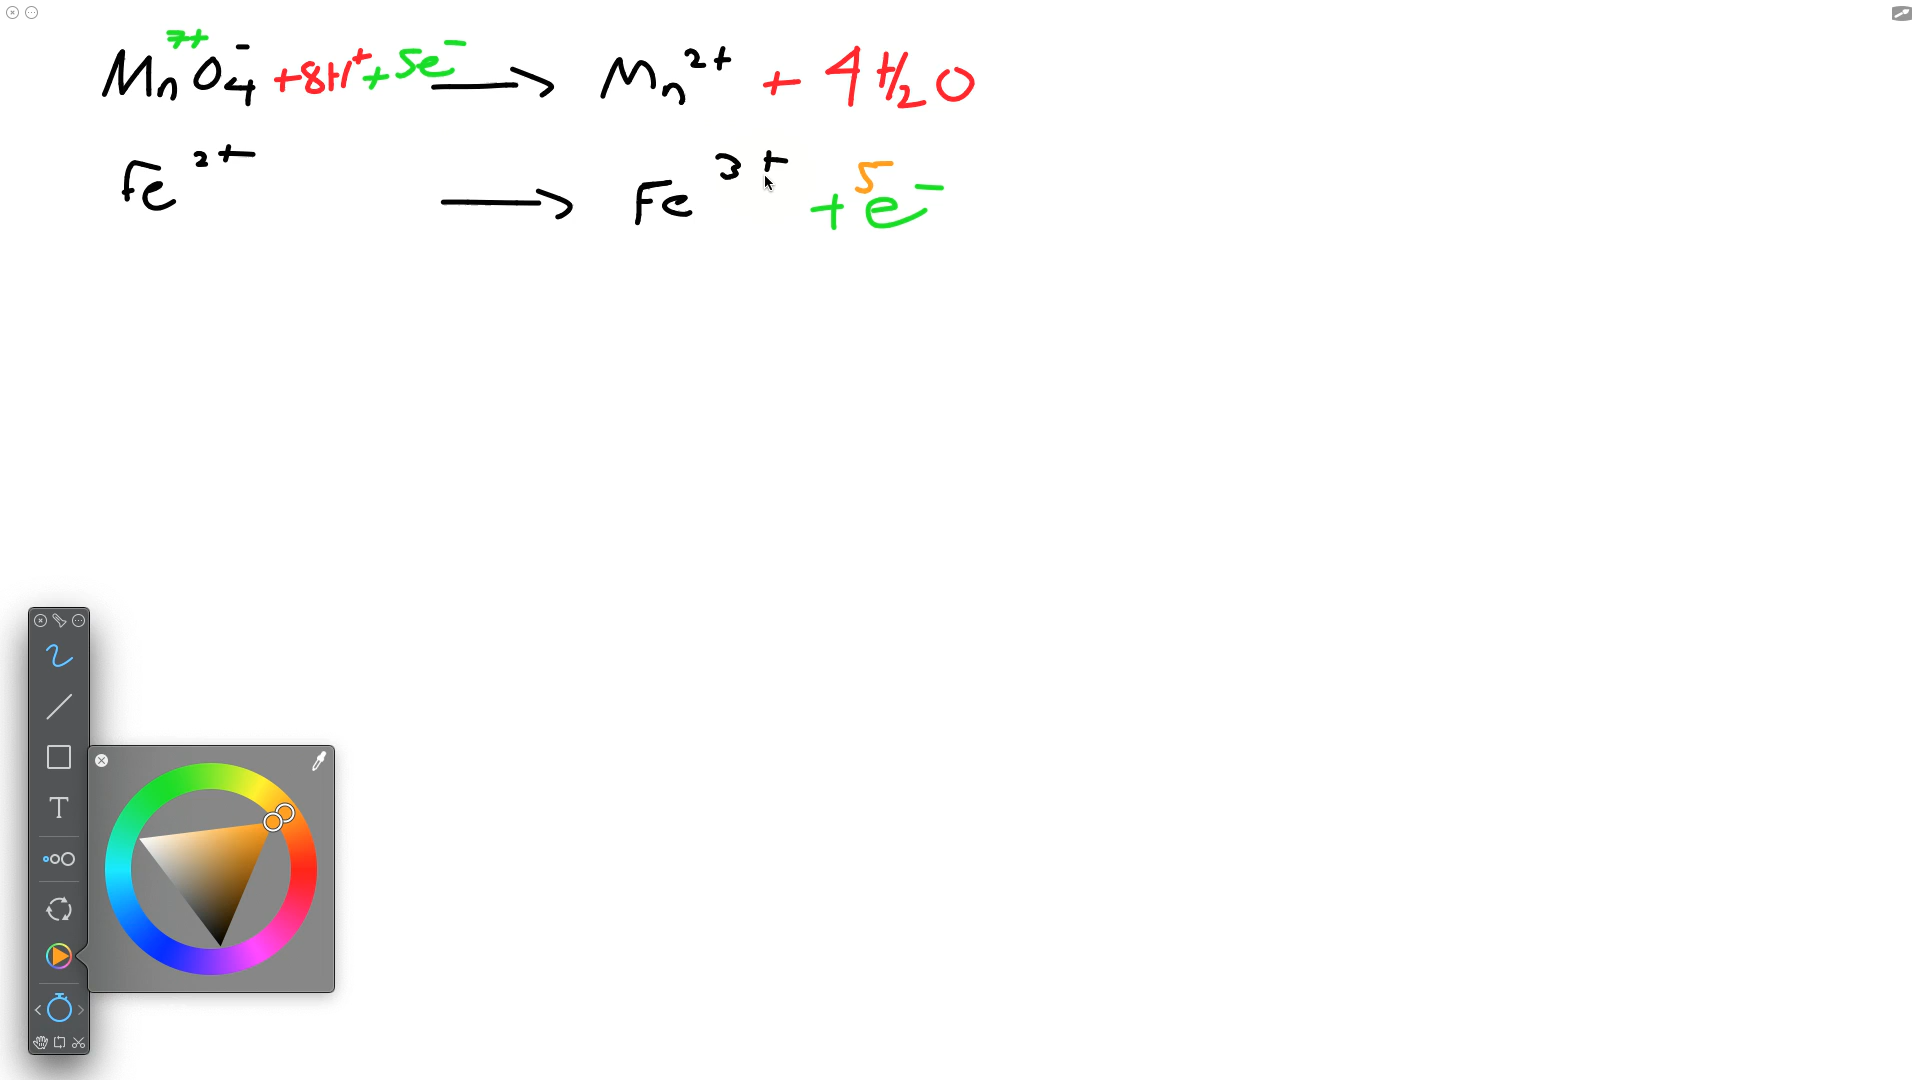 7+
MnO₄⁻ +8H⁺ + 5e⁻ → Mn²⁺ + 4H₂O
Fe²⁺ → Fe³⁺ + 5e⁻
T